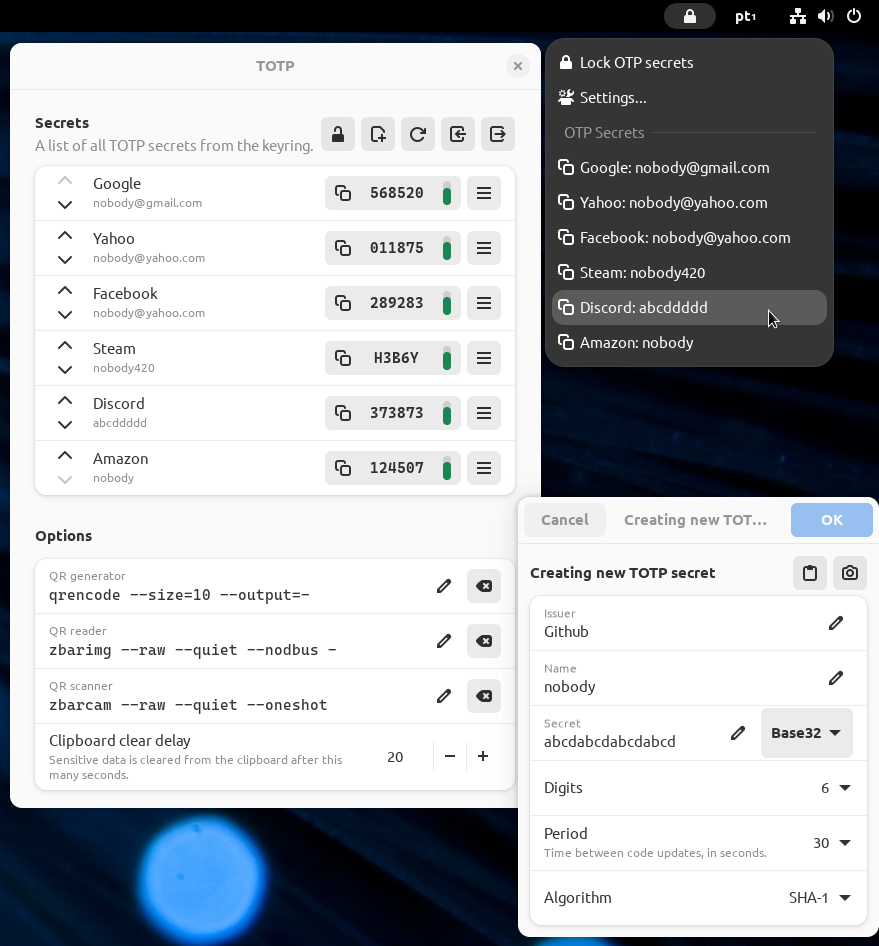 pt1
TOTP
Secrets
A list of all TOTP secrets from the keyring.
Google
nobody@gmail.com
568520
Yahoo
nobody@yahoo.com
011875
Facebook
nobody@yahoo.com
289283
Steam
nobody420
H3B6Y
Discord
abcddddd
373873
Amazon
nobody
124507
Options
QR generator
qrencode --size=10 --output=-
QR reader
zbarimg --raw --quiet --nodbus -
QR scanner
zbarcam --raw --quiet --oneshot
Clipboard clear delay
Sensitive data is cleared from the clipboard after this
many seconds.
20
Lock OTP secrets
Settings...
OTP Secrets
Google: nobody@gmail.com
Yahoo: nobody@yahoo.com
Facebook: nobody@yahoo.com
Steam: nobody420
Discord: abcddddd
Amazon: nobody
Cancel
Creating new TOT...
OK
Creating new TOTP secret
Issuer
Github
Name
nobody
Secret
abcdabcdabcdabcd
Base32
Digits
6
Period
Time between code updates, in seconds.
30
Algorithm
SHA-1